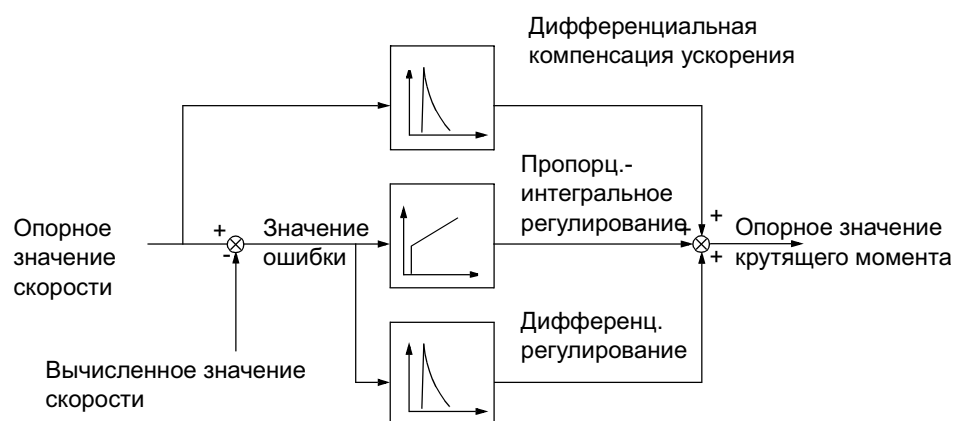 Дифференциальная
компенсация ускорения
Пропорц.-
интегральное
регулирование
+
+
Опорное значение
крутящего момента
+
Опорное
значение
скорости
+
-
Значение
ошибки
Дифференц.
регулирование
Вычисленное значение
скорости